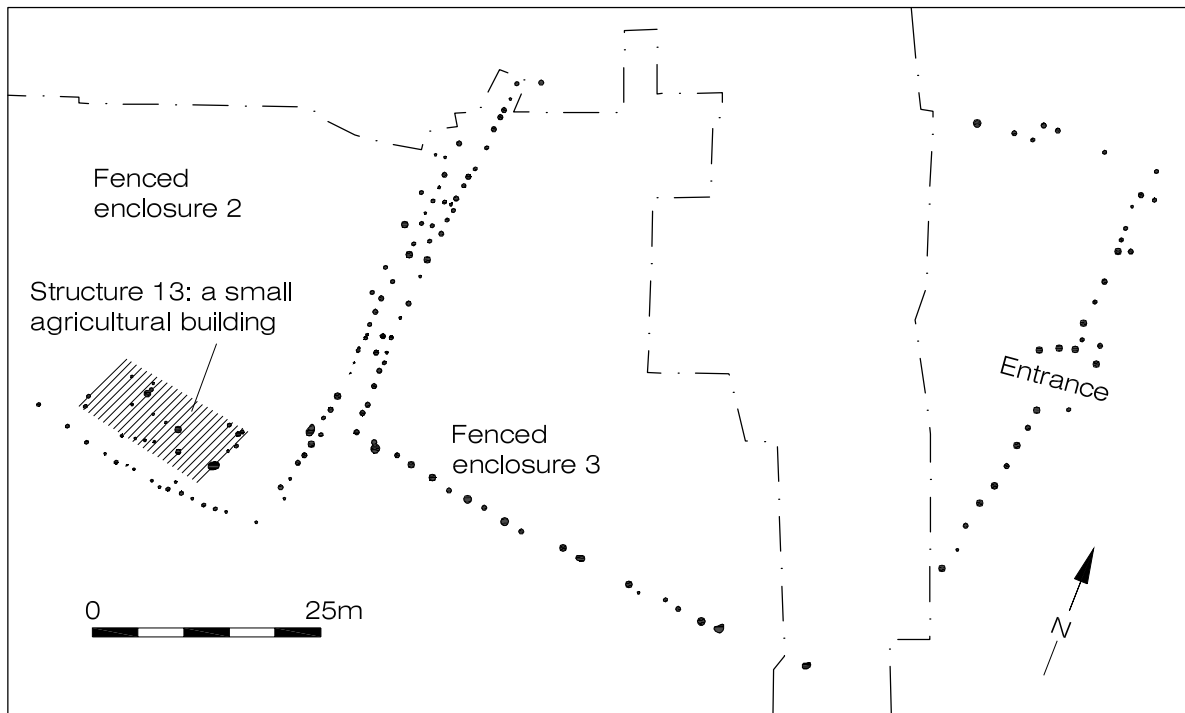 Fenced
enclosure 2
Structure 13: a small
agricultural building
Entrance
Fenced
enclosure 3
0 25m
N